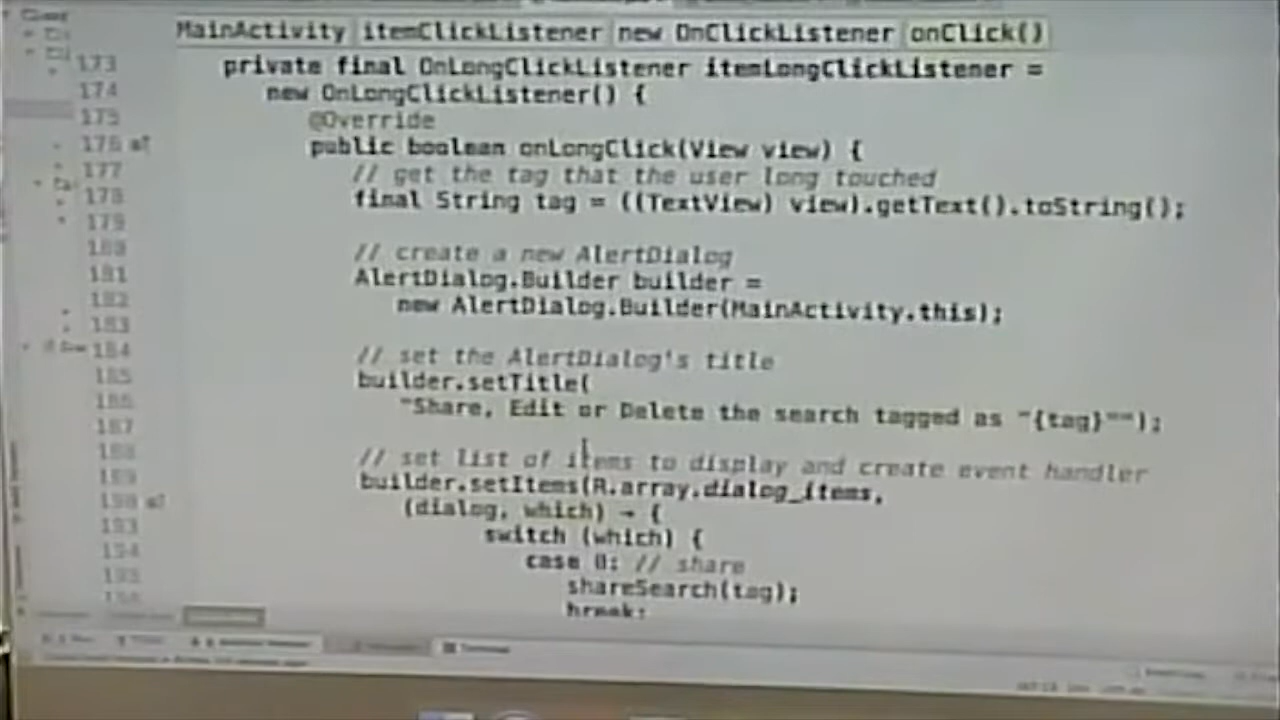 MainActivity itemClickListener new OnClickListener onClick()
173 private final OnLongClickListener itemLongClickListener =
174 new OnLongClickListener() {
175 @Override
176 public boolean onLongClick(View view) {
177 // get the tag that the user long touched
178 final String tag = ((TextView) view).getText().toString();
179
180 // create a new AlertDialog
181 AlertDialog.Builder builder =
182 new AlertDialog.Builder(MainActivity.this);
183
184 // set the AlertDialog's title
185 builder.setTitle(
186 "Share, Edit or Delete the search tagged as "{tag}"");
187
188 // set list of items to display and create event handler
189 builder.setItems(R.array.dialog_items,
190 (dialog, which) → {
193 switch (which) {
194 case 0: // share
195 shareSearch(tag);
196 break;